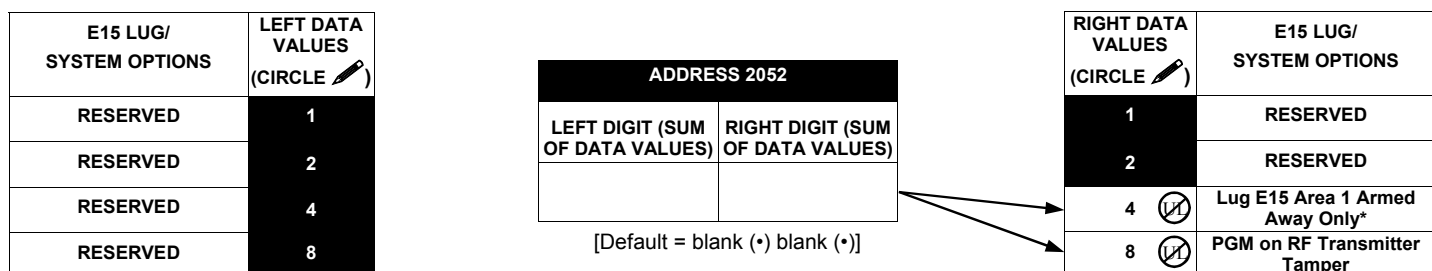 E15 LUG/
SYSTEM OPTIONS
LEFT DATA
VALUES
(CIRCLE )
RESERVED 1
RESERVED 2
RESERVED 4
RESERVED 8
ADDRESS 2052
LEFT DIGIT (SUM
OF DATA VALUES)
RIGHT DIGIT (SUM
OF DATA VALUES)
[Default = blank (•) blank (•)]
RIGHT DATA
VALUES
(CIRCLE )
E15 LUG/
SYSTEM OPTIONS
1 RESERVED
2 RESERVED
4 UL Lug E15 Area 1 Armed
Away Only*
8 UL PGM on RF Transmitter
Tamper